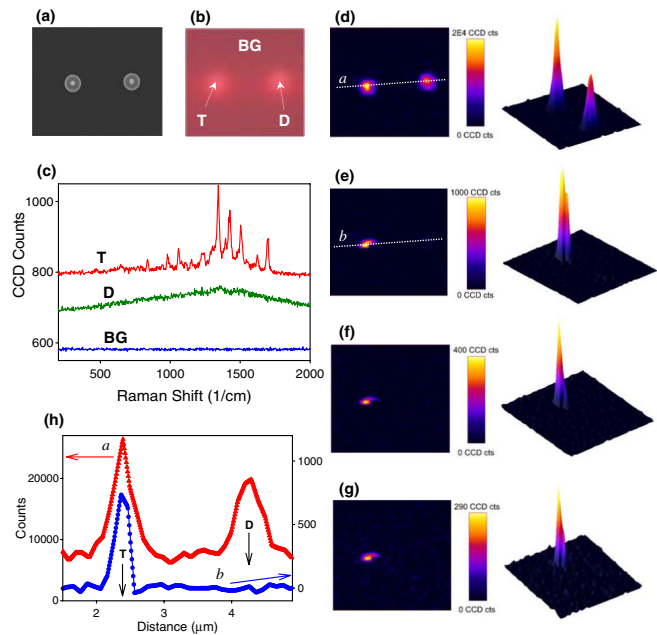 (a)
(b)
BG
T
D
(d)
a
2E4 CCD cts
0 CCD cts
(c)
CCD Counts
1000
800
600
T
D
BG
500
1000
1500
2000
Raman Shift (1/cm)
(e)
b
1000 CCD cts
0 CCD cts
(f)
400 CCD cts
0 CCD cts
(g)
290 CCD cts
0 CCD cts
(h)
a
Counts
20000
10000
0
1000
500
0
T
D
b
2
3
4
Distance (μm)